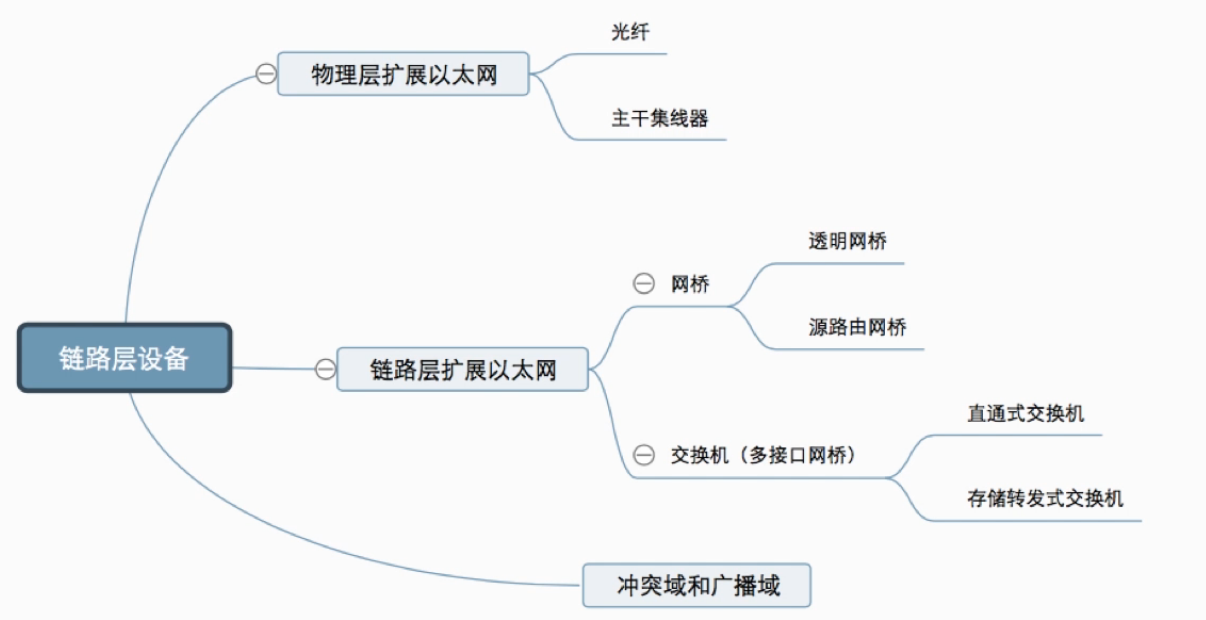 光纤
物理层扩展以太网
主干集线器
透明网桥
网桥
源路由网桥
链路层设备
链路层扩展以太网
直通式交换机
交换机（多接口网桥）
存储转发式交换机
冲突域和广播域